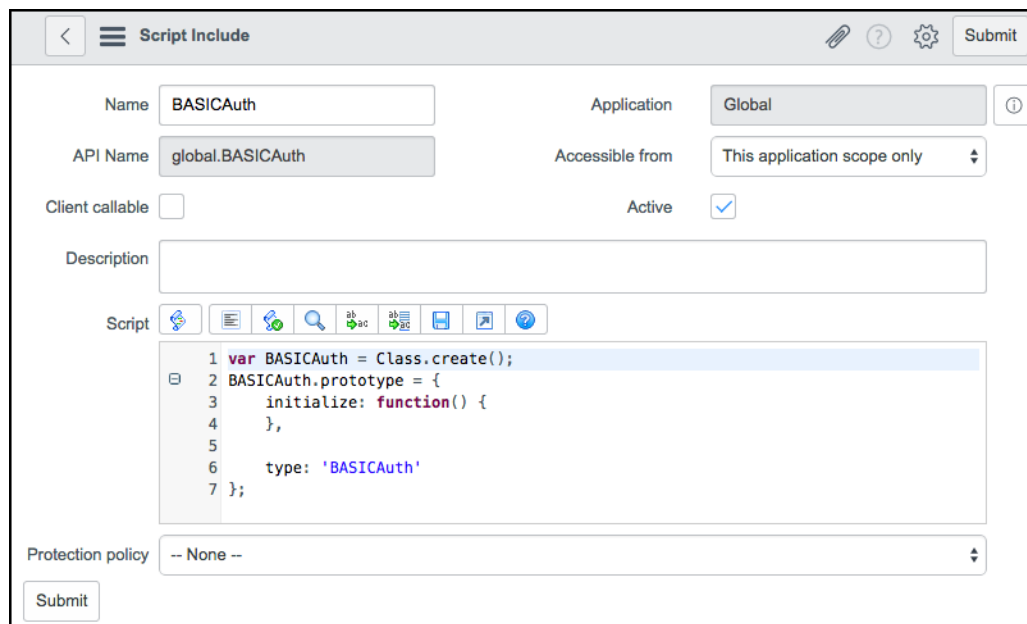 Script Include
Submit
Name BASICAuth
Application Global
API Name global.BASICAuth
Accessible from This application scope only
Client callable
Active
Description
Script
1 var BASICAuth = Class.create();
2 BASICAuth.prototype = {
3     initialize: function() {
4     },
5
6     type: 'BASICAuth'
7 };
Protection policy -- None --
Submit